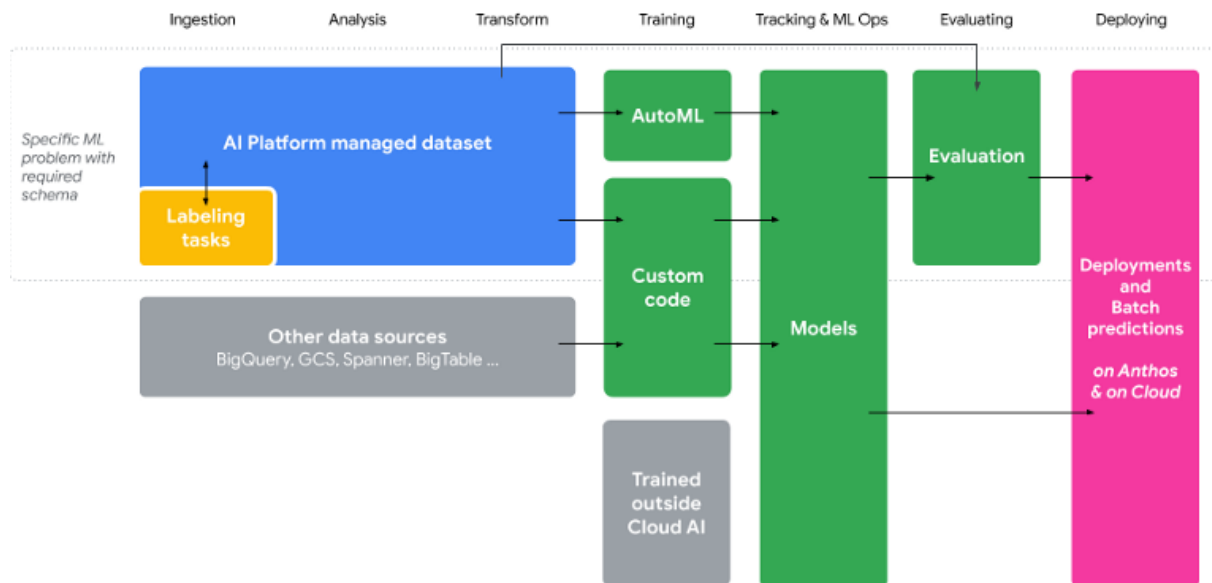 Ingestion
Analysis
Transform
Training
Tracking & ML Ops
Evaluating
Deploying
Specific ML
problem with
required
schema
AI Platform managed dataset
Labeling
tasks
Other data sources
BigQuery, GCS, Spanner, BigTable ...
AutoML
Custom
code
Trained
outside
Cloud AI
Models
Evaluation
Deployments
and
Batch
predictions
on Anthos
& on Cloud